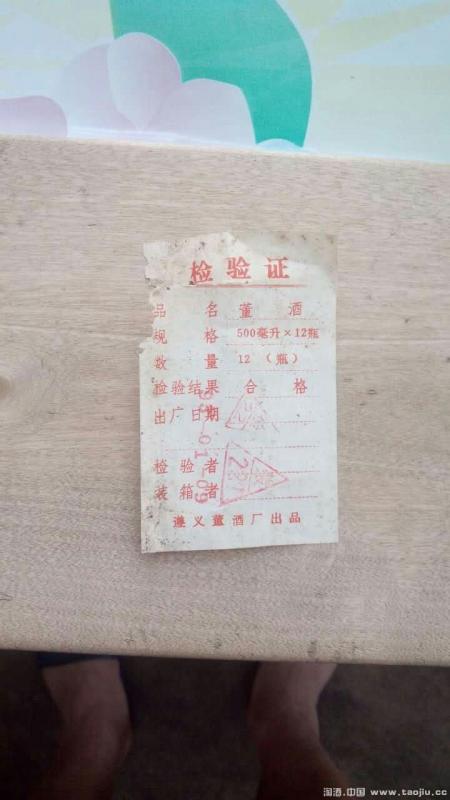 检验证
品名 董酒
规格 500毫升×12瓶
数量 12（瓶）
检验结果 合格
出厂日期
01 09
检验者
装箱者
遵义董酒厂出品
淘酒.中国 www.taojiu.cc